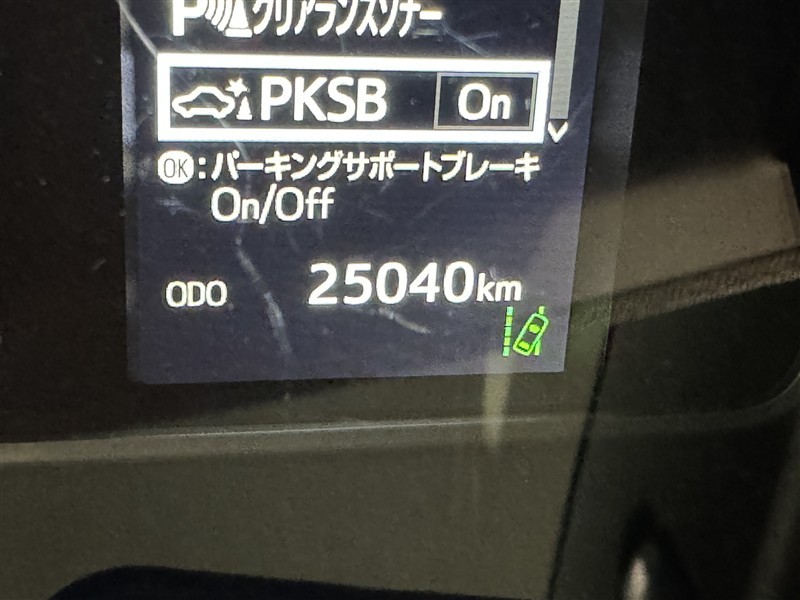 P クリアランスソナー
PKSB On
OK:パーキングサポートブレーキ
On/Off
ODO 25040km